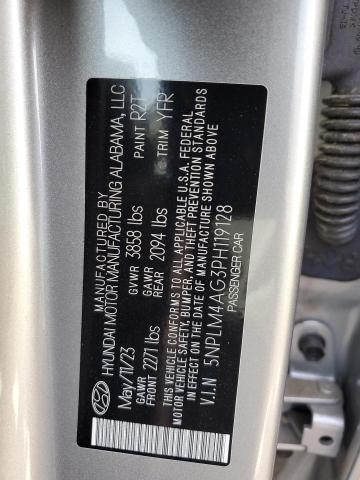 MANUFACTURED BY
HYUNDAI MOTOR MANUFACTURING ALABAMA, LLC
May/11/23 GVWR 3858 lbs PAINT R2T
GAWR FRONT 2271 lbs GAWR REAR 2094 lbs TRIM YFR
THIS VEHICLE CONFORMS TO ALL APPLICABLE U.S.A. FEDERAL
MOTOR VEHICLE SAFETY, BUMPER, AND THEFT PREVENTION STANDARDS
IN EFFECT ON THE DATE OF MANUFACTURE SHOWN ABOVE.
V.I.N 5NPLM4AG3PH119128
PASSENGER CAR